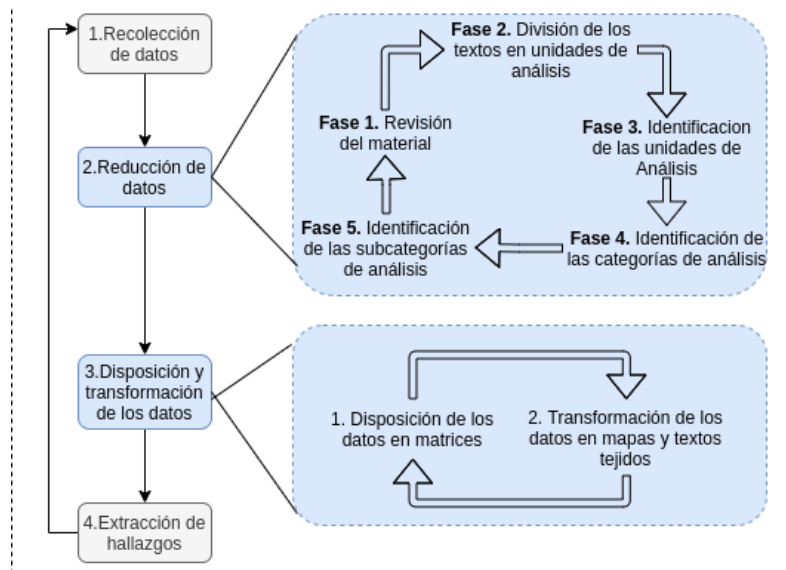 1.Recolección
de datos
2.Reducción de
datos
3.Disposición y
transformación
de los datos
4.Extracción de
hallazgos
Fase 1. Revisión
del material
Fase 2. División de los
textos en unidades de
análisis
Fase 3. Identificacion
de las unidades de
Análisis
Fase 4. Identificación de
las categorías de análisis
Fase 5. Identificación
de las subcategorías
de análisis
1. Disposición de los
datos en matrices
2. Transformación de los
datos en mapas y textos
tejidos